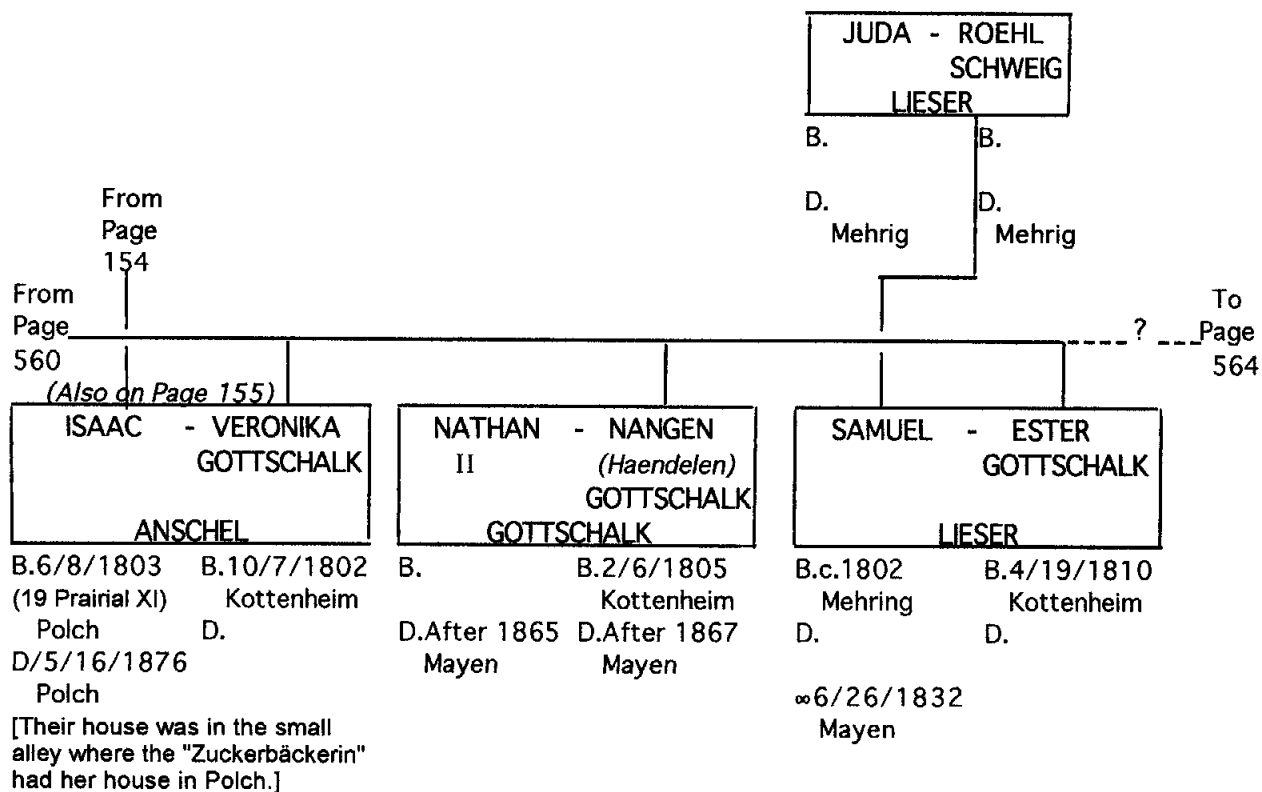 JUDA - ROEHL
SCHWEIG
LIESER
B. B.
D. D.
Mehrig Mehrig
From
Page
154
From
Page
560
?
To
Page
564
(Also on Page 155)
ISAAC - VERONIKA
GOTTSCHALK
ANSCHEL
B.6/8/1803 B.10/7/1802
(19 Prairial XI) Kottenheim
Polch D.
D/5/16/1876
Polch
[Their house was in the small
alley where the "Zuckerbäckerin"
had her house in Polch.]
NATHAN - NANGEN
II (Haendelen)
GOTTSCHALK
GOTTSCHALK
B. B.2/6/1805
Kottenheim
D.After 1865 D.After 1867
Mayen Mayen
SAMUEL - ESTER
GOTTSCHALK
LIESER
B.c.1802 B.4/19/1810
Mehring Kottenheim
D. D.
∞6/26/1832
Mayen